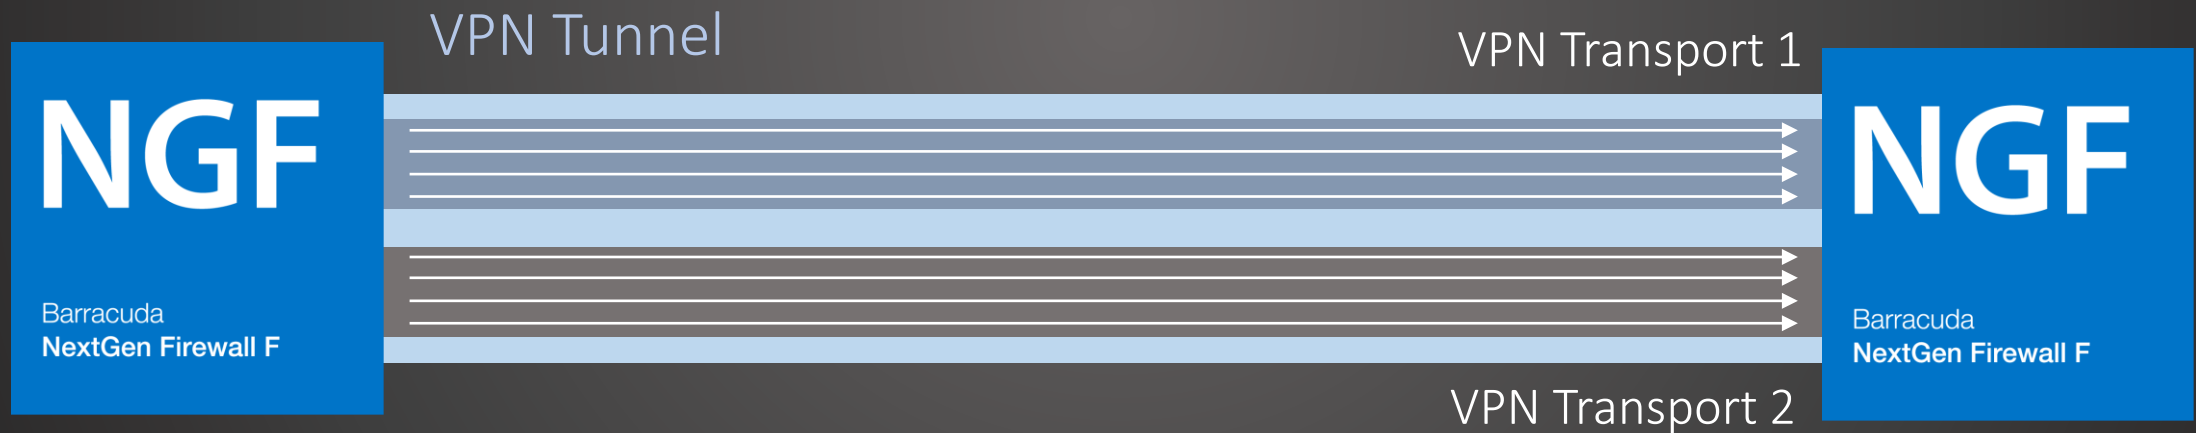 VPN Tunnel
VPN Transport 1
NGF
Barracuda
NextGen Firewall F
NGF
Barracuda
NextGen Firewall F
VPN Transport 2